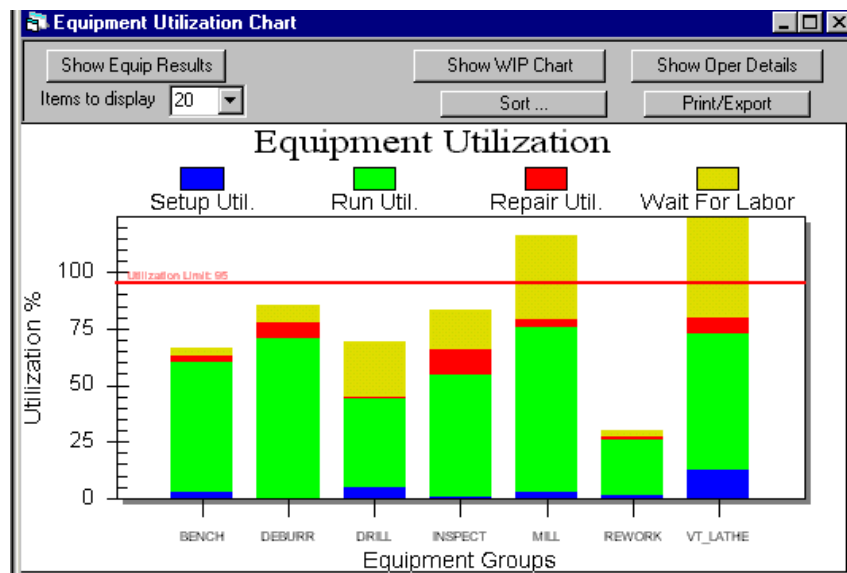 Equipment Utilization Chart
Show Equip Results
Show WIP Chart
Show Oper Details
Items to display 20
Sort ...
Print/Export
Equipment Utilization
Setup Util.
Run Util.
Repair Util.
Wait For Labor
Utilization %
100
75
50
25
0
Utilization Limit: 95
BENCH
DEBURR
DRILL
INSPECT
MILL
REWORK
VT_LATHE
Equipment Groups